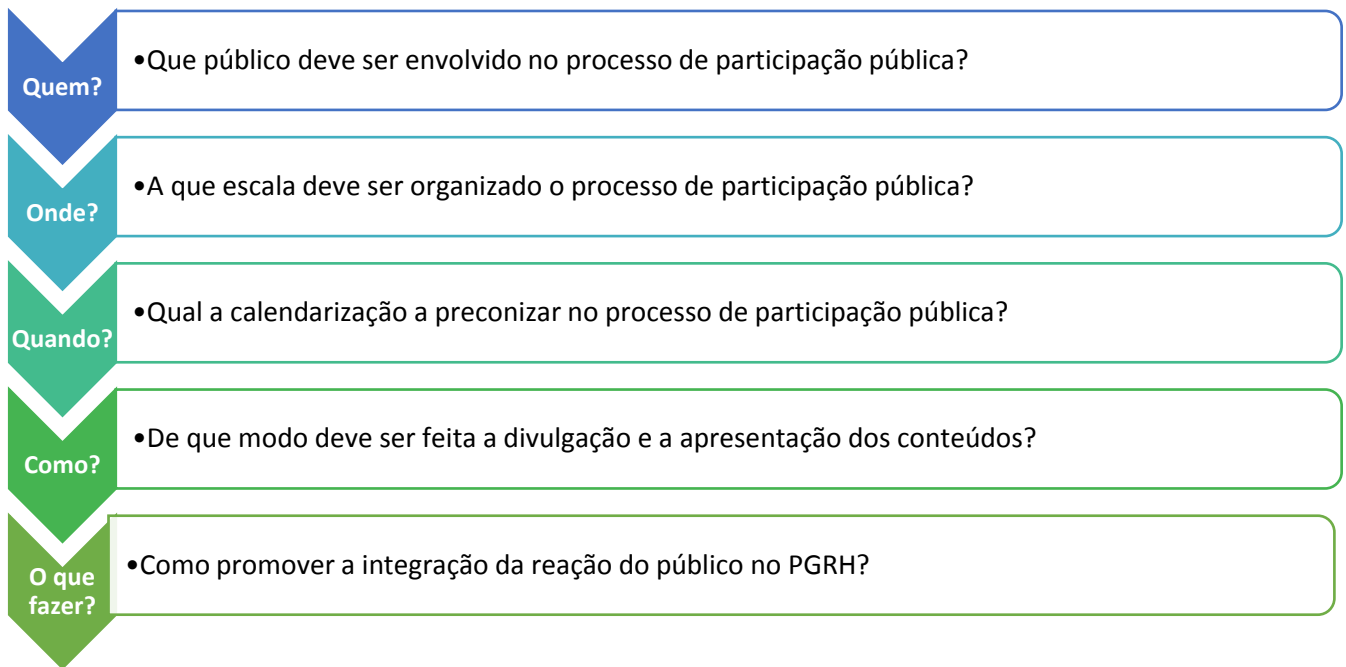 Quem?
•Que público deve ser envolvido no processo de participação pública?
Onde?
•A que escala deve ser organizado o processo de participação pública?
Quando?
•Qual a calendarização a preconizar no processo de participação pública?
Como?
•De que modo deve ser feita a divulgação e a apresentação dos conteúdos?
O que
fazer?
•Como promover a integração da reação do público no PGRH?